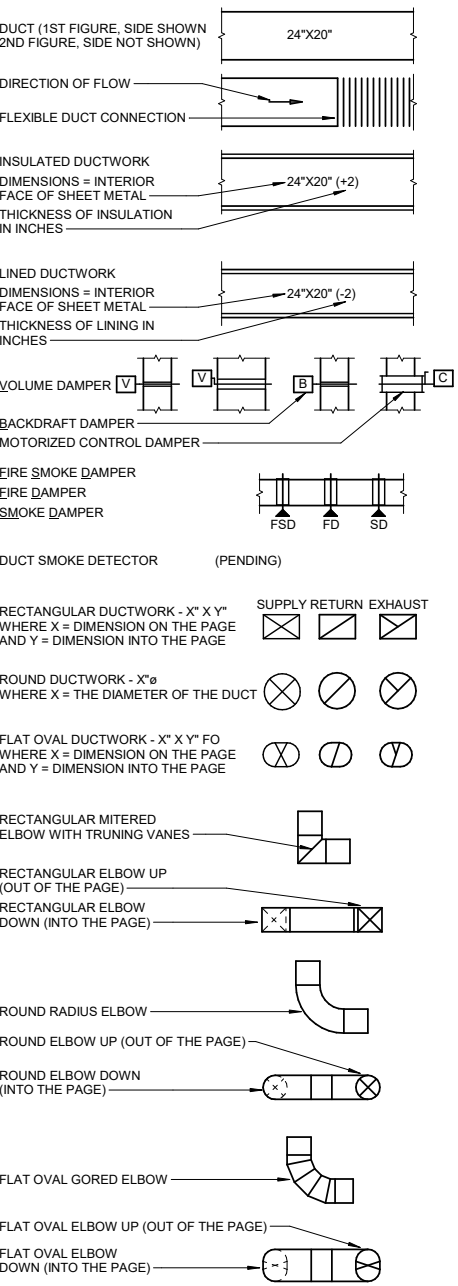 DUCT (1ST FIGURE, SIDE SHOWN
2ND FIGURE, SIDE NOT SHOWN)
24"X20"
DIRECTION OF FLOW
FLEXIBLE DUCT CONNECTION
INSULATED DUCTWORK
DIMENSIONS = INTERIOR
FACE OF SHEET METAL
24"X20" (+2)
THICKNESS OF INSULATION
IN INCHES
LINED DUCTWORK
DIMENSIONS = INTERIOR
FACE OF SHEET METAL
24"X20" (-2)
THICKNESS OF LINING IN
INCHES
VOLUME DAMPER
V
V
B
C
BACKDRAFT DAMPER
MOTORIZED CONTROL DAMPER
FIRE SMOKE DAMPER
FIRE DAMPER
SMOKE DAMPER
FSD FD SD
DUCT SMOKE DETECTOR (PENDING)
SUPPLY RETURN EXHAUST
RECTANGULAR DUCTWORK - X" X Y"
WHERE X = DIMENSION ON THE PAGE
AND Y = DIMENSION INTO THE PAGE
ROUND DUCTWORK - X"ø
WHERE X = THE DIAMETER OF THE DUCT
FLAT OVAL DUCTWORK - X" X Y" FO
WHERE X = DIMENSION ON THE PAGE
AND Y = DIMENSION INTO THE PAGE
RECTANGULAR MITERED
ELBOW WITH TRUNING VANES
RECTANGULAR ELBOW UP
(OUT OF THE PAGE)
RECTANGULAR ELBOW
DOWN (INTO THE PAGE)
ROUND RADIUS ELBOW
ROUND ELBOW UP (OUT OF THE PAGE)
ROUND ELBOW DOWN
(INTO THE PAGE)
FLAT OVAL GORED ELBOW
FLAT OVAL ELBOW UP (OUT OF THE PAGE)
FLAT OVAL ELBOW
DOWN (INTO THE PAGE)